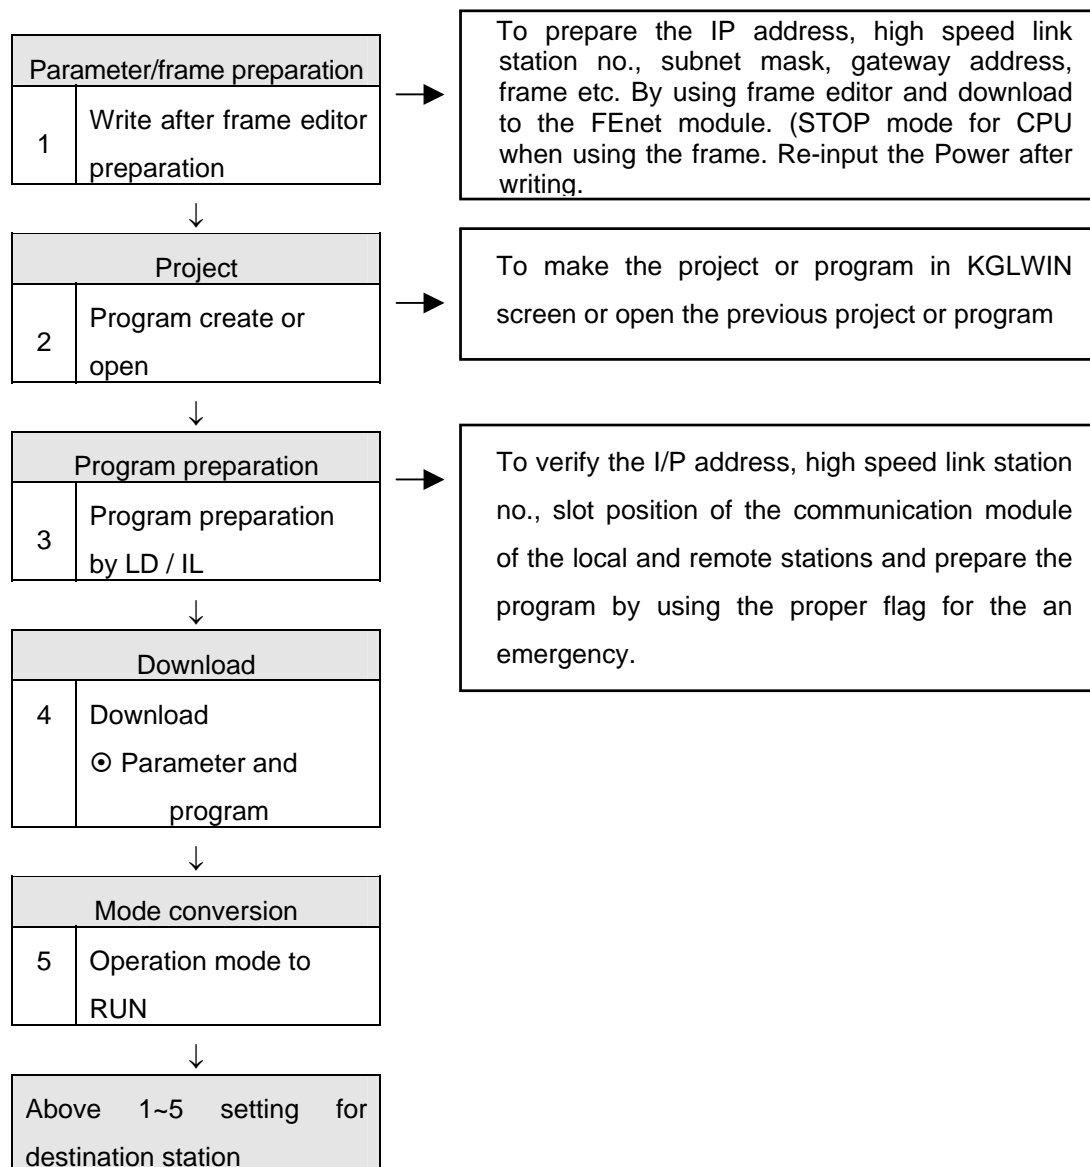 Parameter/frame preparation
1
Write after frame editor
preparation
To prepare the IP address, high speed link
station no., subnet mask, gateway address,
frame etc. By using frame editor and download
to the FEnet module. (STOP mode for CPU
when using the frame. Re-input the Power after
writing.
↓
Project
2
Program create or
open
To make the project or program in KGLWIN
screen or open the previous project or program
↓
Program preparation
3
Program preparation
by LD / IL
To verify the I/P address, high speed link station
no., slot position of the communication module
of the local and remote stations and prepare the
program by using the proper flag for the an
emergency.
↓
Download
4
Download
⊙ Parameter and
program
↓
Mode conversion
5
Operation mode to
RUN
↓
Above 1~5 setting for
destination station